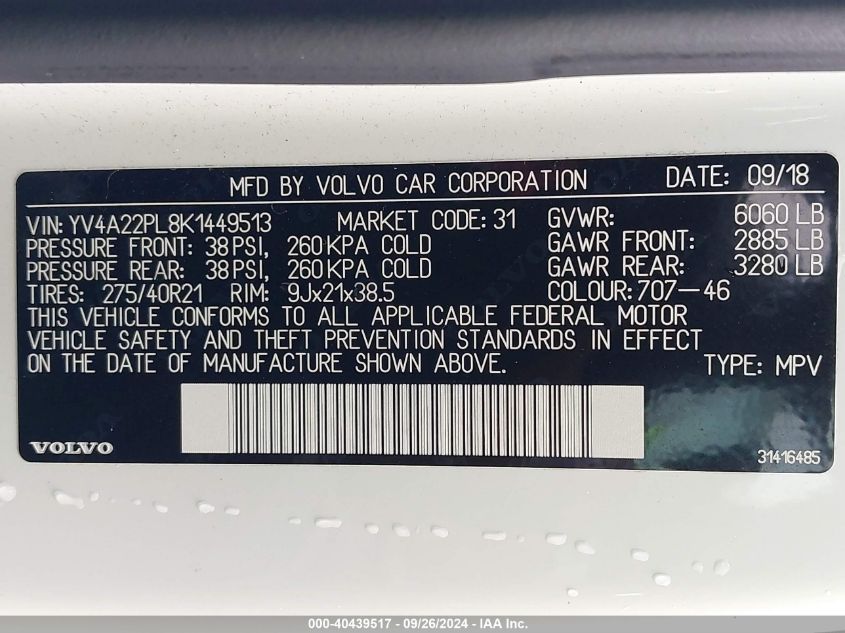 MFD BY VOLVO CAR CORPORATION DATE: 09/18
VIN: YV4A22PL8K1449513 MARKET CODE: 31 GVWR: 6060 LB
PRESSURE FRONT: 38 PSI, 260 KPA COLD GAWR FRONT: 2885 LB
PRESSURE REAR: 38 PSI, 260 KPA COLD GAWR REAR: 3280 LB
TIRES: 275/40R21 RIM: 9Jx21x38.5 COLOUR: 707-46
THIS VEHICLE CONFORMS TO ALL APPLICABLE FEDERAL MOTOR
VEHICLE SAFETY AND THEFT PREVENTION STANDARDS IN EFFECT
ON THE DATE OF MANUFACTURE SHOWN ABOVE. TYPE: MPV
VOLVO 31416485
000-40439517 - 09/26/2024 - IAA Inc.